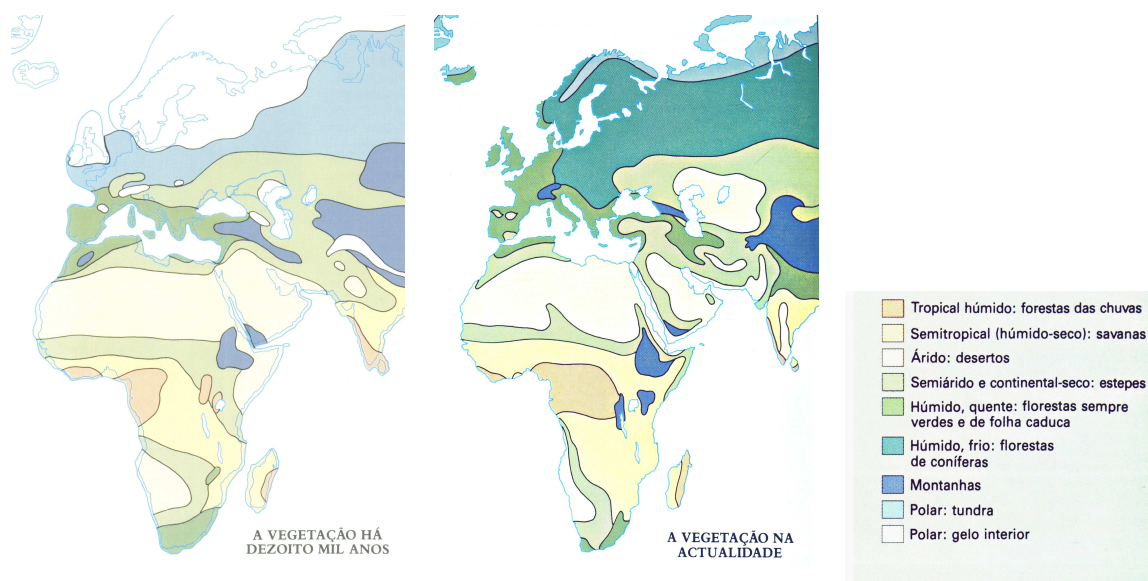 A VEGETAÇÃO HÁ
DEZOITO MIL ANOS
A VEGETAÇÃO NA
ACTUALIDADE
Tropical húmido: forestas das chuvas
Semitropical (húmido-seco): savanas
Árido: desertos
Semiárido e continental-seco: estepes
Húmido, quente: florestas sempre
verdes e de folha caduca
Húmido, frio: florestas
de coníferas
Montanhas
Polar: tundra
Polar: gelo interior